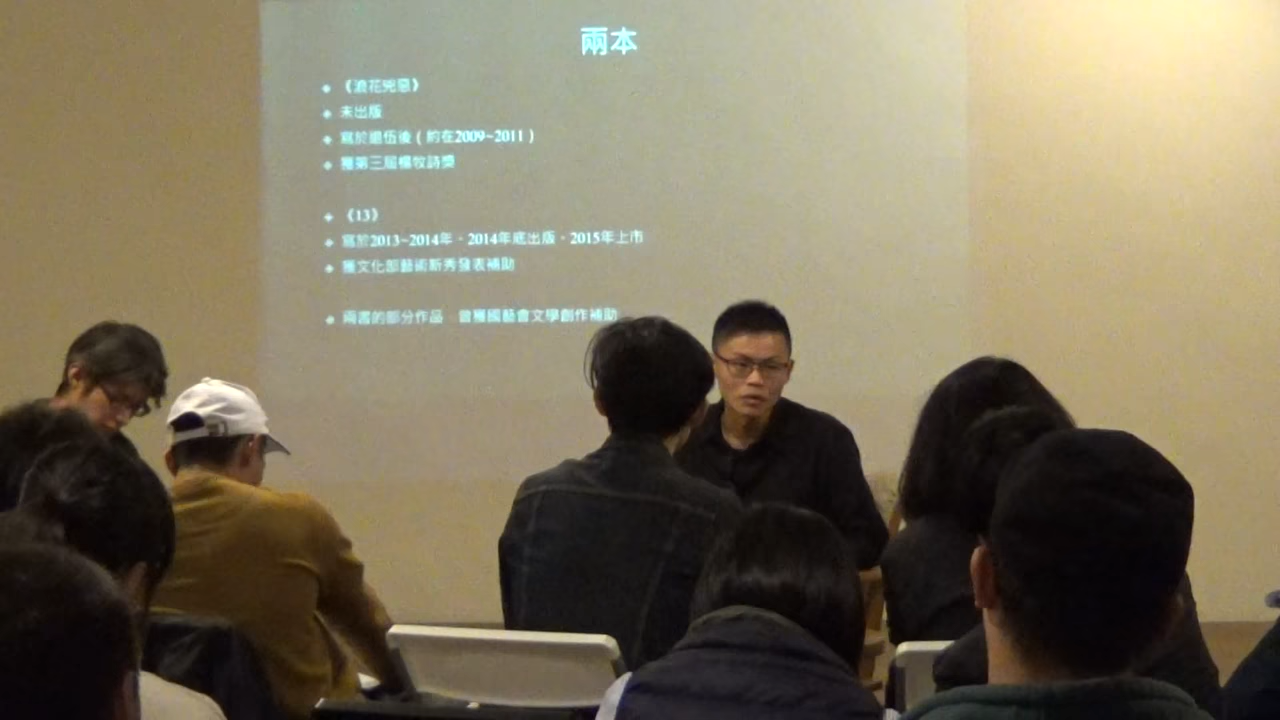 兩本
《浪花兇惡》
未出版
寫於退伍後(約在2009~2011)
獲第三屆楊牧詩獎
《13》
寫於2013~2014年,2014年底出版,2015年上市
獲文化部藝術新秀發表補助
兩書的部分作品 曾獲國藝會文學創作補助